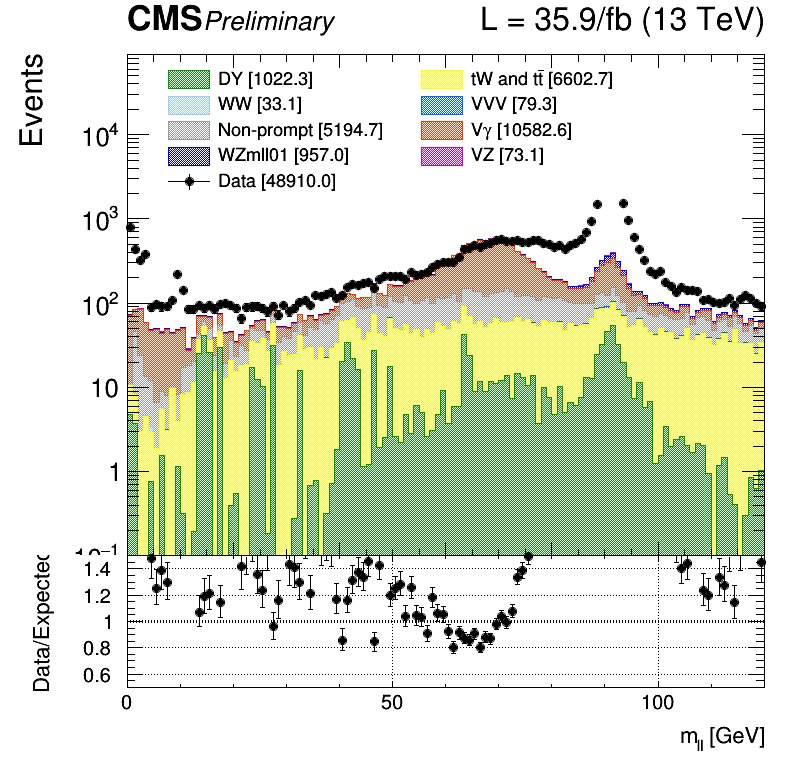 CMS Preliminary L = 35.9/fb (13 TeV)
Events
DY [1022.3] tW and tt̄ [6602.7]
WW [33.1] VVV [79.3]
Non-prompt [5194.7] Vγ [10582.6]
WZmll01 [957.0] VZ [73.1]
Data [48910.0]
10⁴
10³
10²
10
1
10⁻¹
Data/Expected
1.4
1.2
1
0.8
0.6
0 50 100
m_ll [GeV]